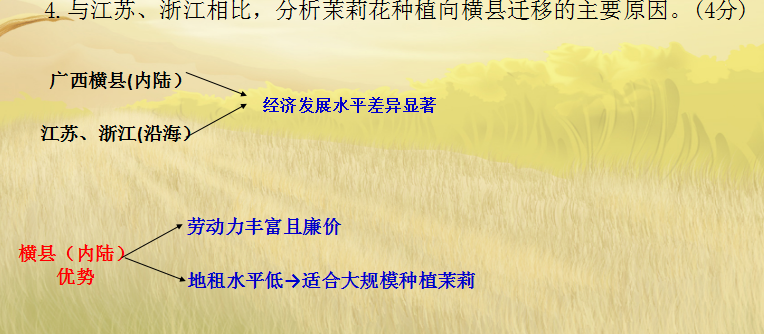 4.与江苏、浙江相比，分析茉莉花种植向横县迁移的主要原因。(4分)
广西横县(内陆）
经济发展水平差异显著
江苏、浙江(沿海）
劳动力丰富且廉价
横县（内陆）
优势
地租水平低→适合大规模种植茉莉